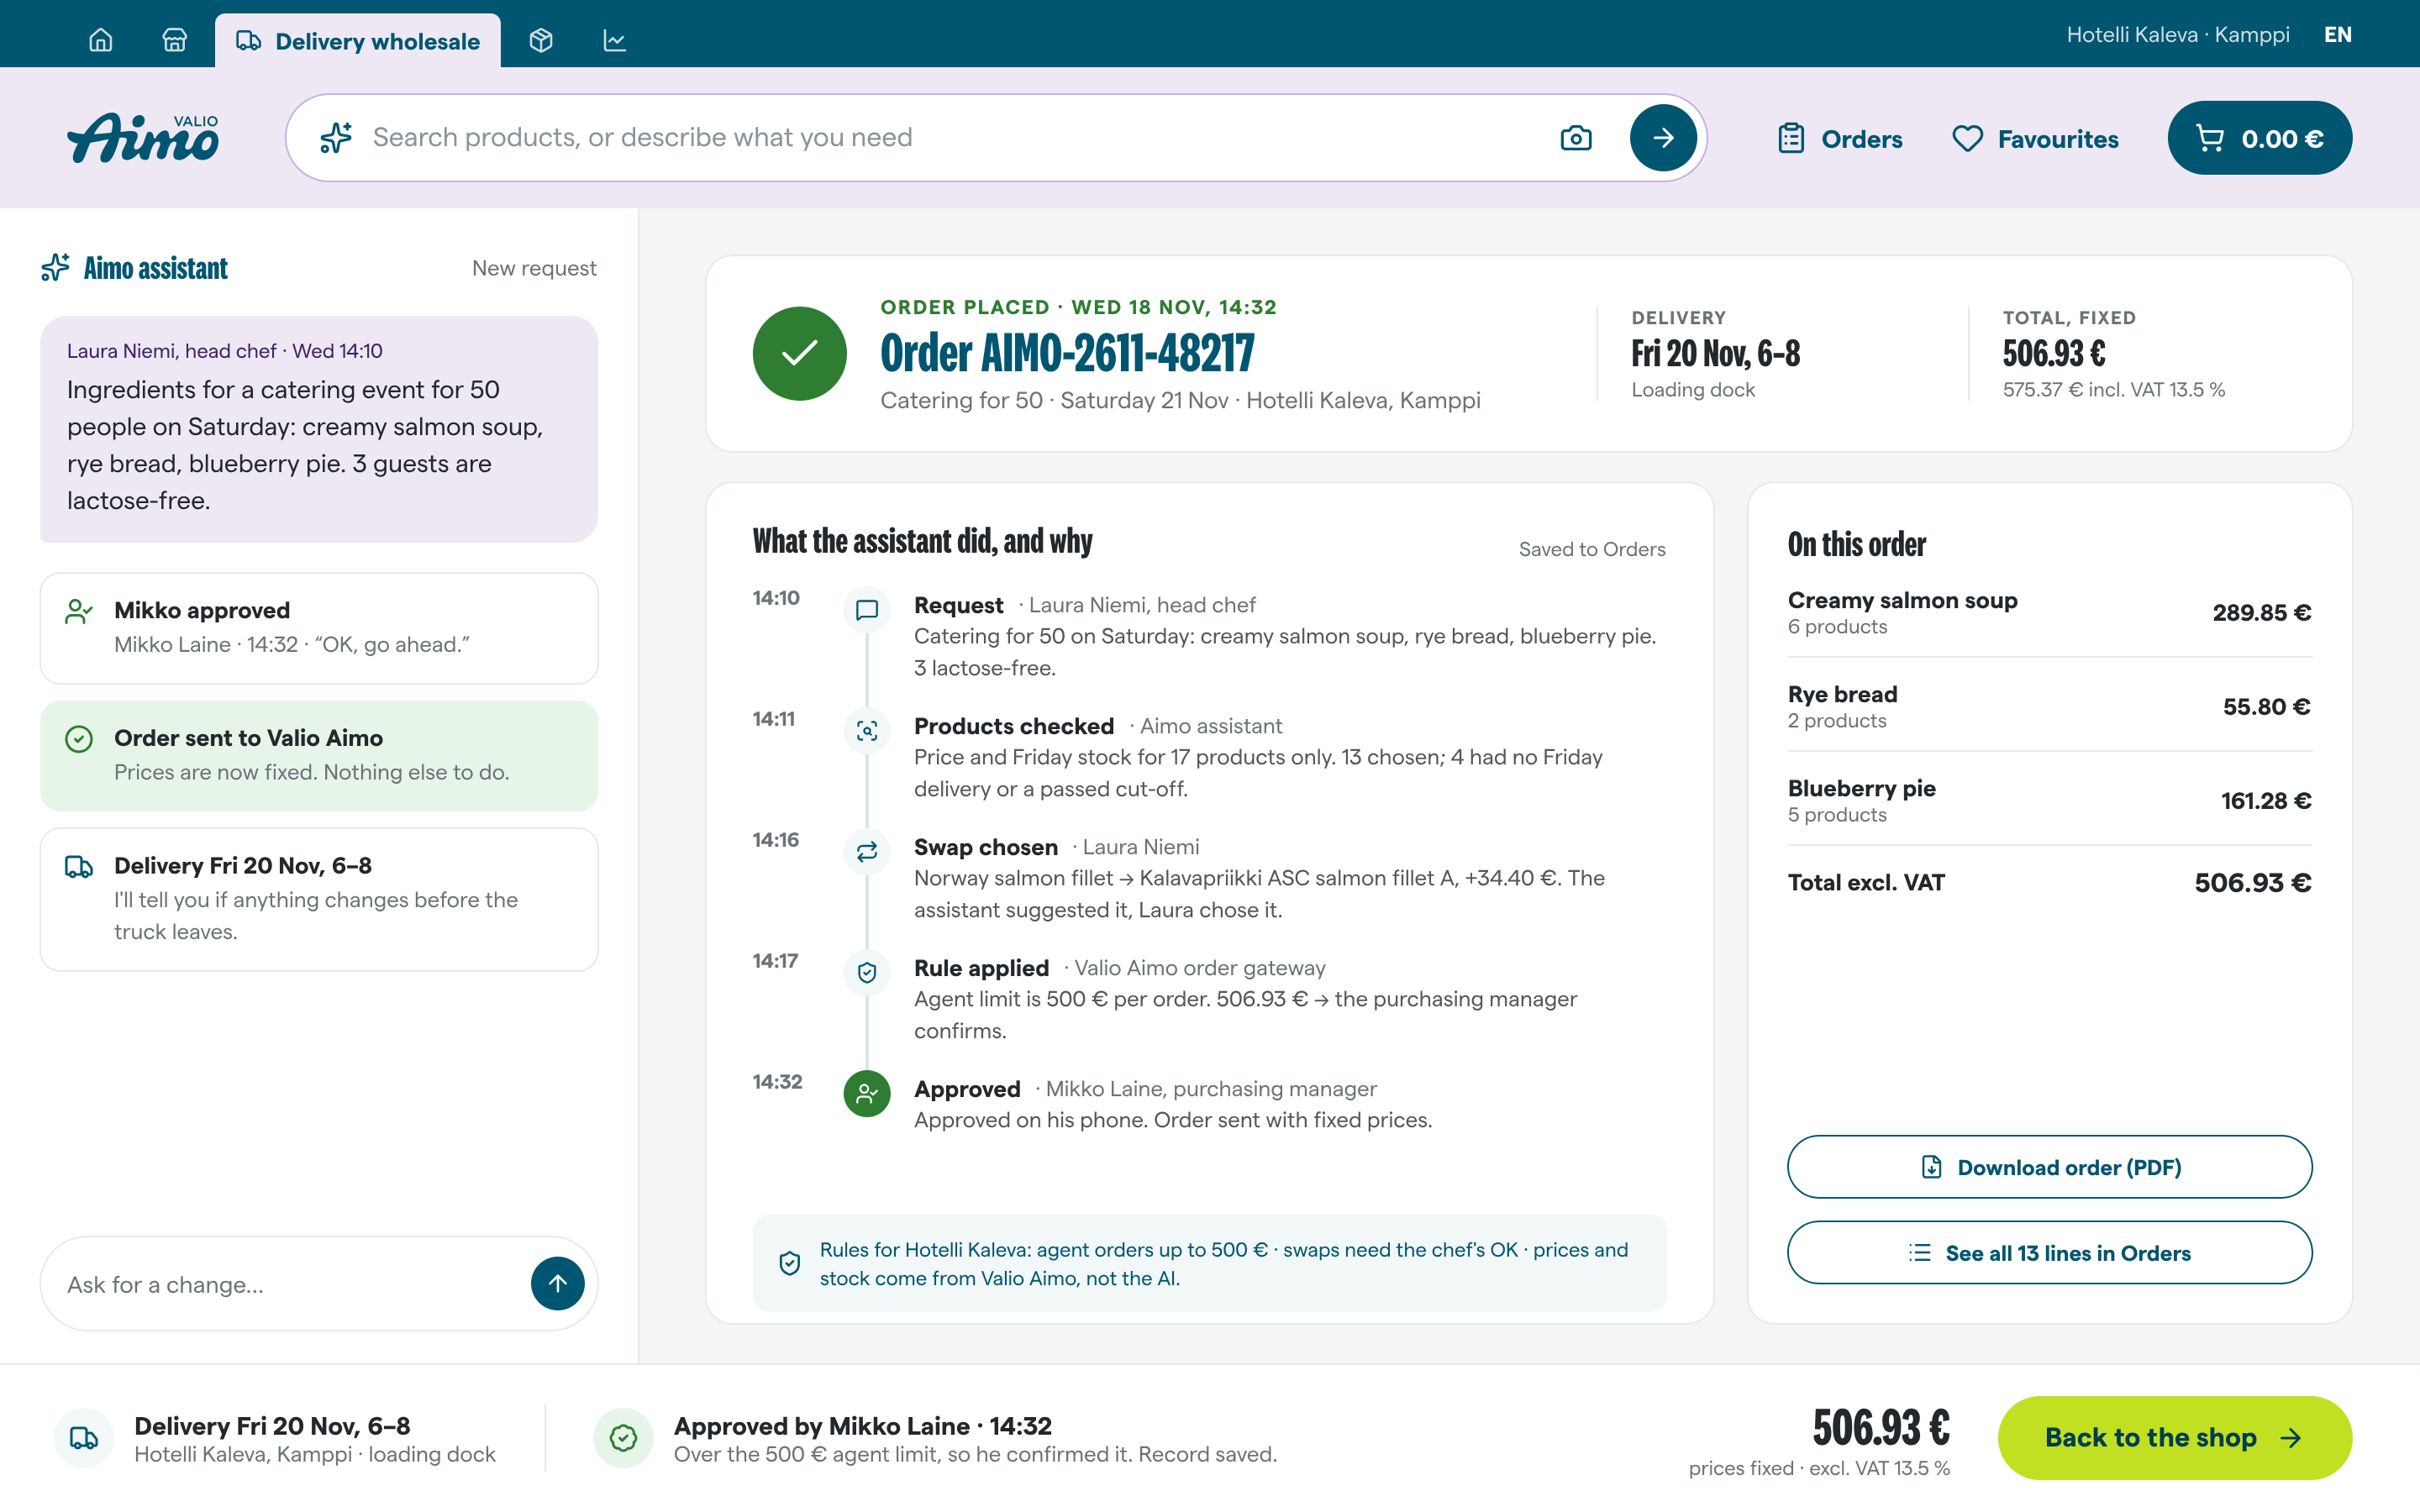 Delivery wholesale
Hotelli Kaleva · Kamppi
EN
VALIO
Aimo
Search products, or describe what you need
Orders
Favourites
0.00 €
Aimo assistant
New request
Laura Niemi, head chef · Wed 14:10
Ingredients for a catering event for 50
people on Saturday: creamy salmon soup,
rye bread, blueberry pie. 3 guests are
lactose-free.
Mikko approved
Mikko Laine · 14:32 · “OK, go ahead.”
Order sent to Valio Aimo
Prices are now fixed. Nothing else to do.
Delivery Fri 20 Nov, 6–8
I'll tell you if anything changes before the
truck leaves.
Ask for a change...
ORDER PLACED · WED 18 NOV, 14:32
Order AIMO-2611-48217
Catering for 50 · Saturday 21 Nov · Hotelli Kaleva, Kamppi
DELIVERY
Fri 20 Nov, 6–8
Loading dock
TOTAL, FIXED
506.93 €
575.37 € incl. VAT 13.5 %
What the assistant did, and why
Saved to Orders
14:10
Request · Laura Niemi, head chef
Catering for 50 on Saturday: creamy salmon soup, rye bread, blueberry pie.
3 lactose-free.
14:11
Products checked · Aimo assistant
Price and Friday stock for 17 products only. 13 chosen; 4 had no Friday
delivery or a passed cut-off.
14:16
Swap chosen · Laura Niemi
Norway salmon fillet → Kalavapriikki ASC salmon fillet A, +34.40 €. The
assistant suggested it, Laura chose it.
14:17
Rule applied · Valio Aimo order gateway
Agent limit is 500 € per order. 506.93 € → the purchasing manager
confirms.
14:32
Approved · Mikko Laine, purchasing manager
Approved on his phone. Order sent with fixed prices.
Rules for Hotelli Kaleva: agent orders up to 500 € · swaps need the chef's OK · prices and
stock come from Valio Aimo, not the AI.
On this order
Creamy salmon soup
6 products
289.85 €
Rye bread
2 products
55.80 €
Blueberry pie
5 products
161.28 €
Total excl. VAT
506.93 €
Download order (PDF)
See all 13 lines in Orders
Delivery Fri 20 Nov, 6–8
Hotelli Kaleva, Kamppi · loading dock
Approved by Mikko Laine · 14:32
Over the 500 € agent limit, so he confirmed it. Record saved.
506.93 €
prices fixed · excl. VAT 13.5 %
Back to the shop